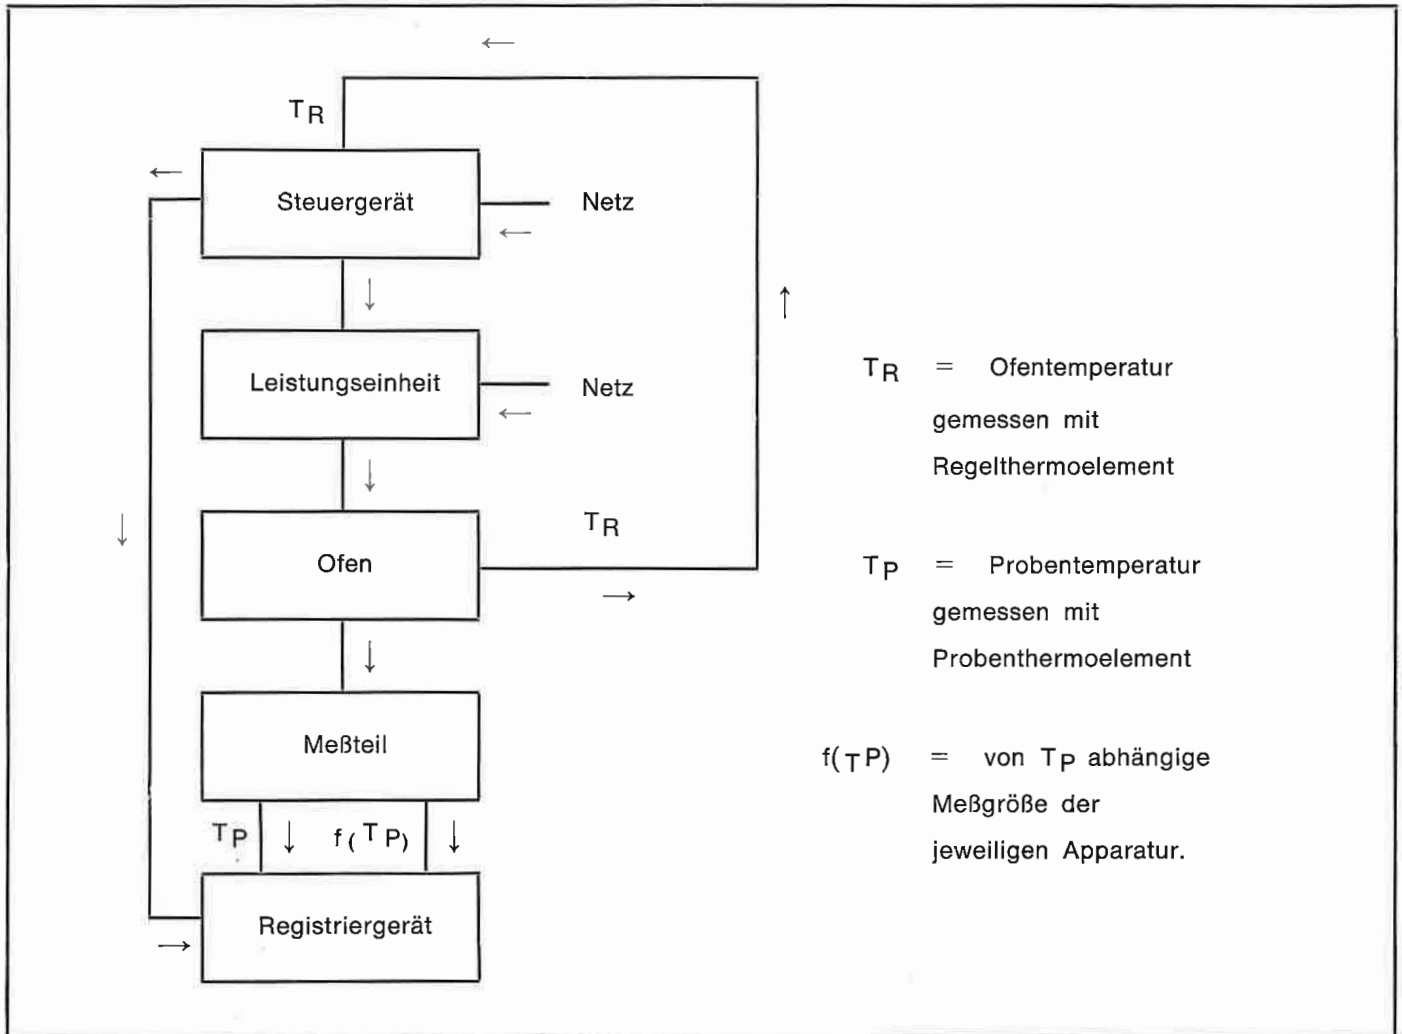 TR
Steuergerät
Netz
Leistungseinheit
Netz
Ofen
TR
Meßteil
TP
f(TP)
Registriergerät
TR = Ofentemperatur
gemessen mit
Regelthermoelement
TP = Probentemperatur
gemessen mit
Probenthermoelement
f(TP) = von TP abhängige
Meßgröße der
jeweiligen Apparatur.